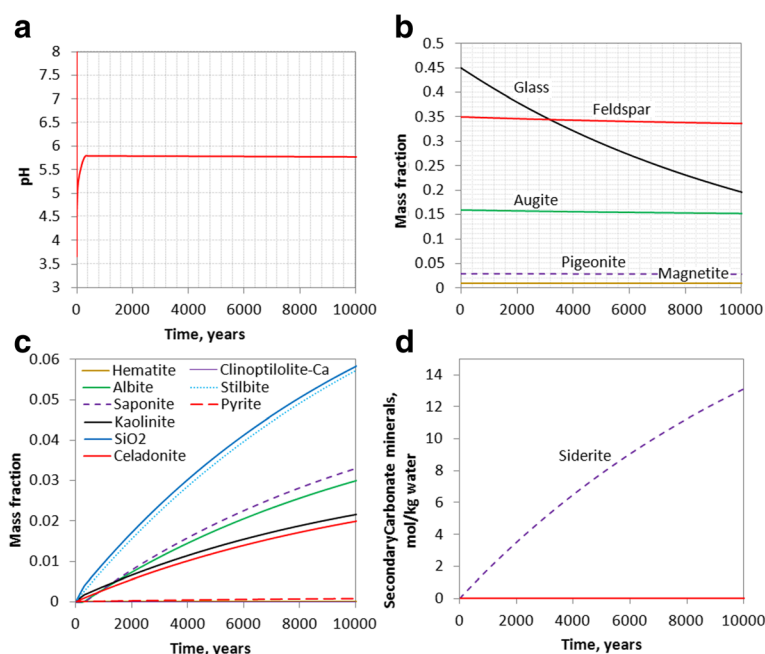 a
8
7.5
7
6.5
6
5.5
5
4.5
4
3.5
3
pH
0 2000 4000 6000 8000 10000
Time, years
b
0.5
0.45
0.4
0.35
0.3
0.25
0.2
0.15
0.1
0.05
0
Mass fraction
Glass
Feldspar
Augite
Pigeonite
Magnetite
0 2000 4000 6000 8000 10000
Time, years
c
0.06
0.05
0.04
0.03
0.02
0.01
0
Mass fraction
Hematite
Albite
Saponite
Kaolinite
SiO2
Celadonite
Clinoptilolite-Ca
Stilbite
Pyrite
0 2000 4000 6000 8000 10000
Time, years
d
14
12
10
8
6
4
2
0
SecondaryCarbonate minerals,
mol/kg water
Siderite
0 2000 4000 6000 8000 10000
Time, years